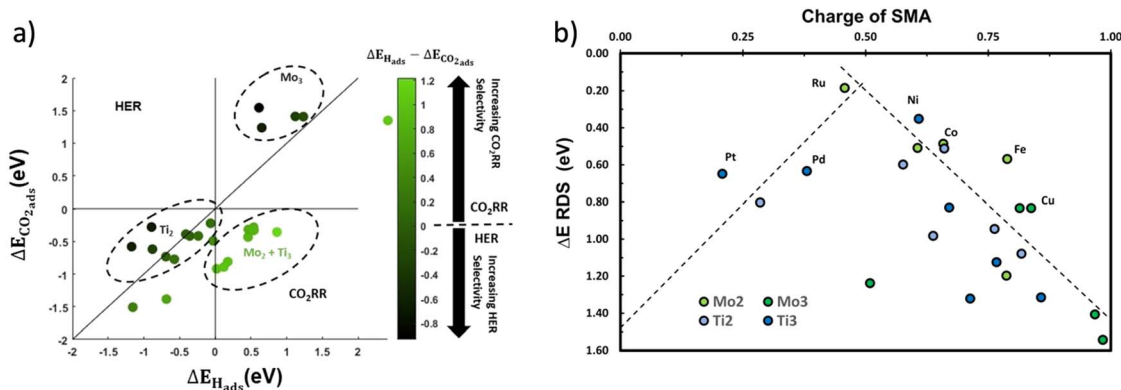 a)
ΔE_Hads − ΔE_CO2ads
2
1.5
1
0.5
0
-0.5
-1
-1.5
-2
ΔE_CO2ads (eV)
HER
Mo3
Ti2
Mo2 + Ti3
CO2RR
-2
-1.5
-1
-0.5
0
0.5
1
1.5
2
ΔE_Hads (eV)
1.2
1
0.8
0.6
0.4
0.2
0
-0.2
-0.4
-0.6
-0.8
Increasing CO2RR
Selectivity
CO2RR
HER
Increasing HER
Selectivity
b)
Charge of SMA
0.00
0.25
0.50
0.75
1.00
0.00
0.20
0.40
0.60
0.80
1.00
1.20
1.40
1.60
ΔE RDS (eV)
Ru
Ni
Co
Fe
Pt
Pd
Cu
Mo2
Mo3
Ti2
Ti3